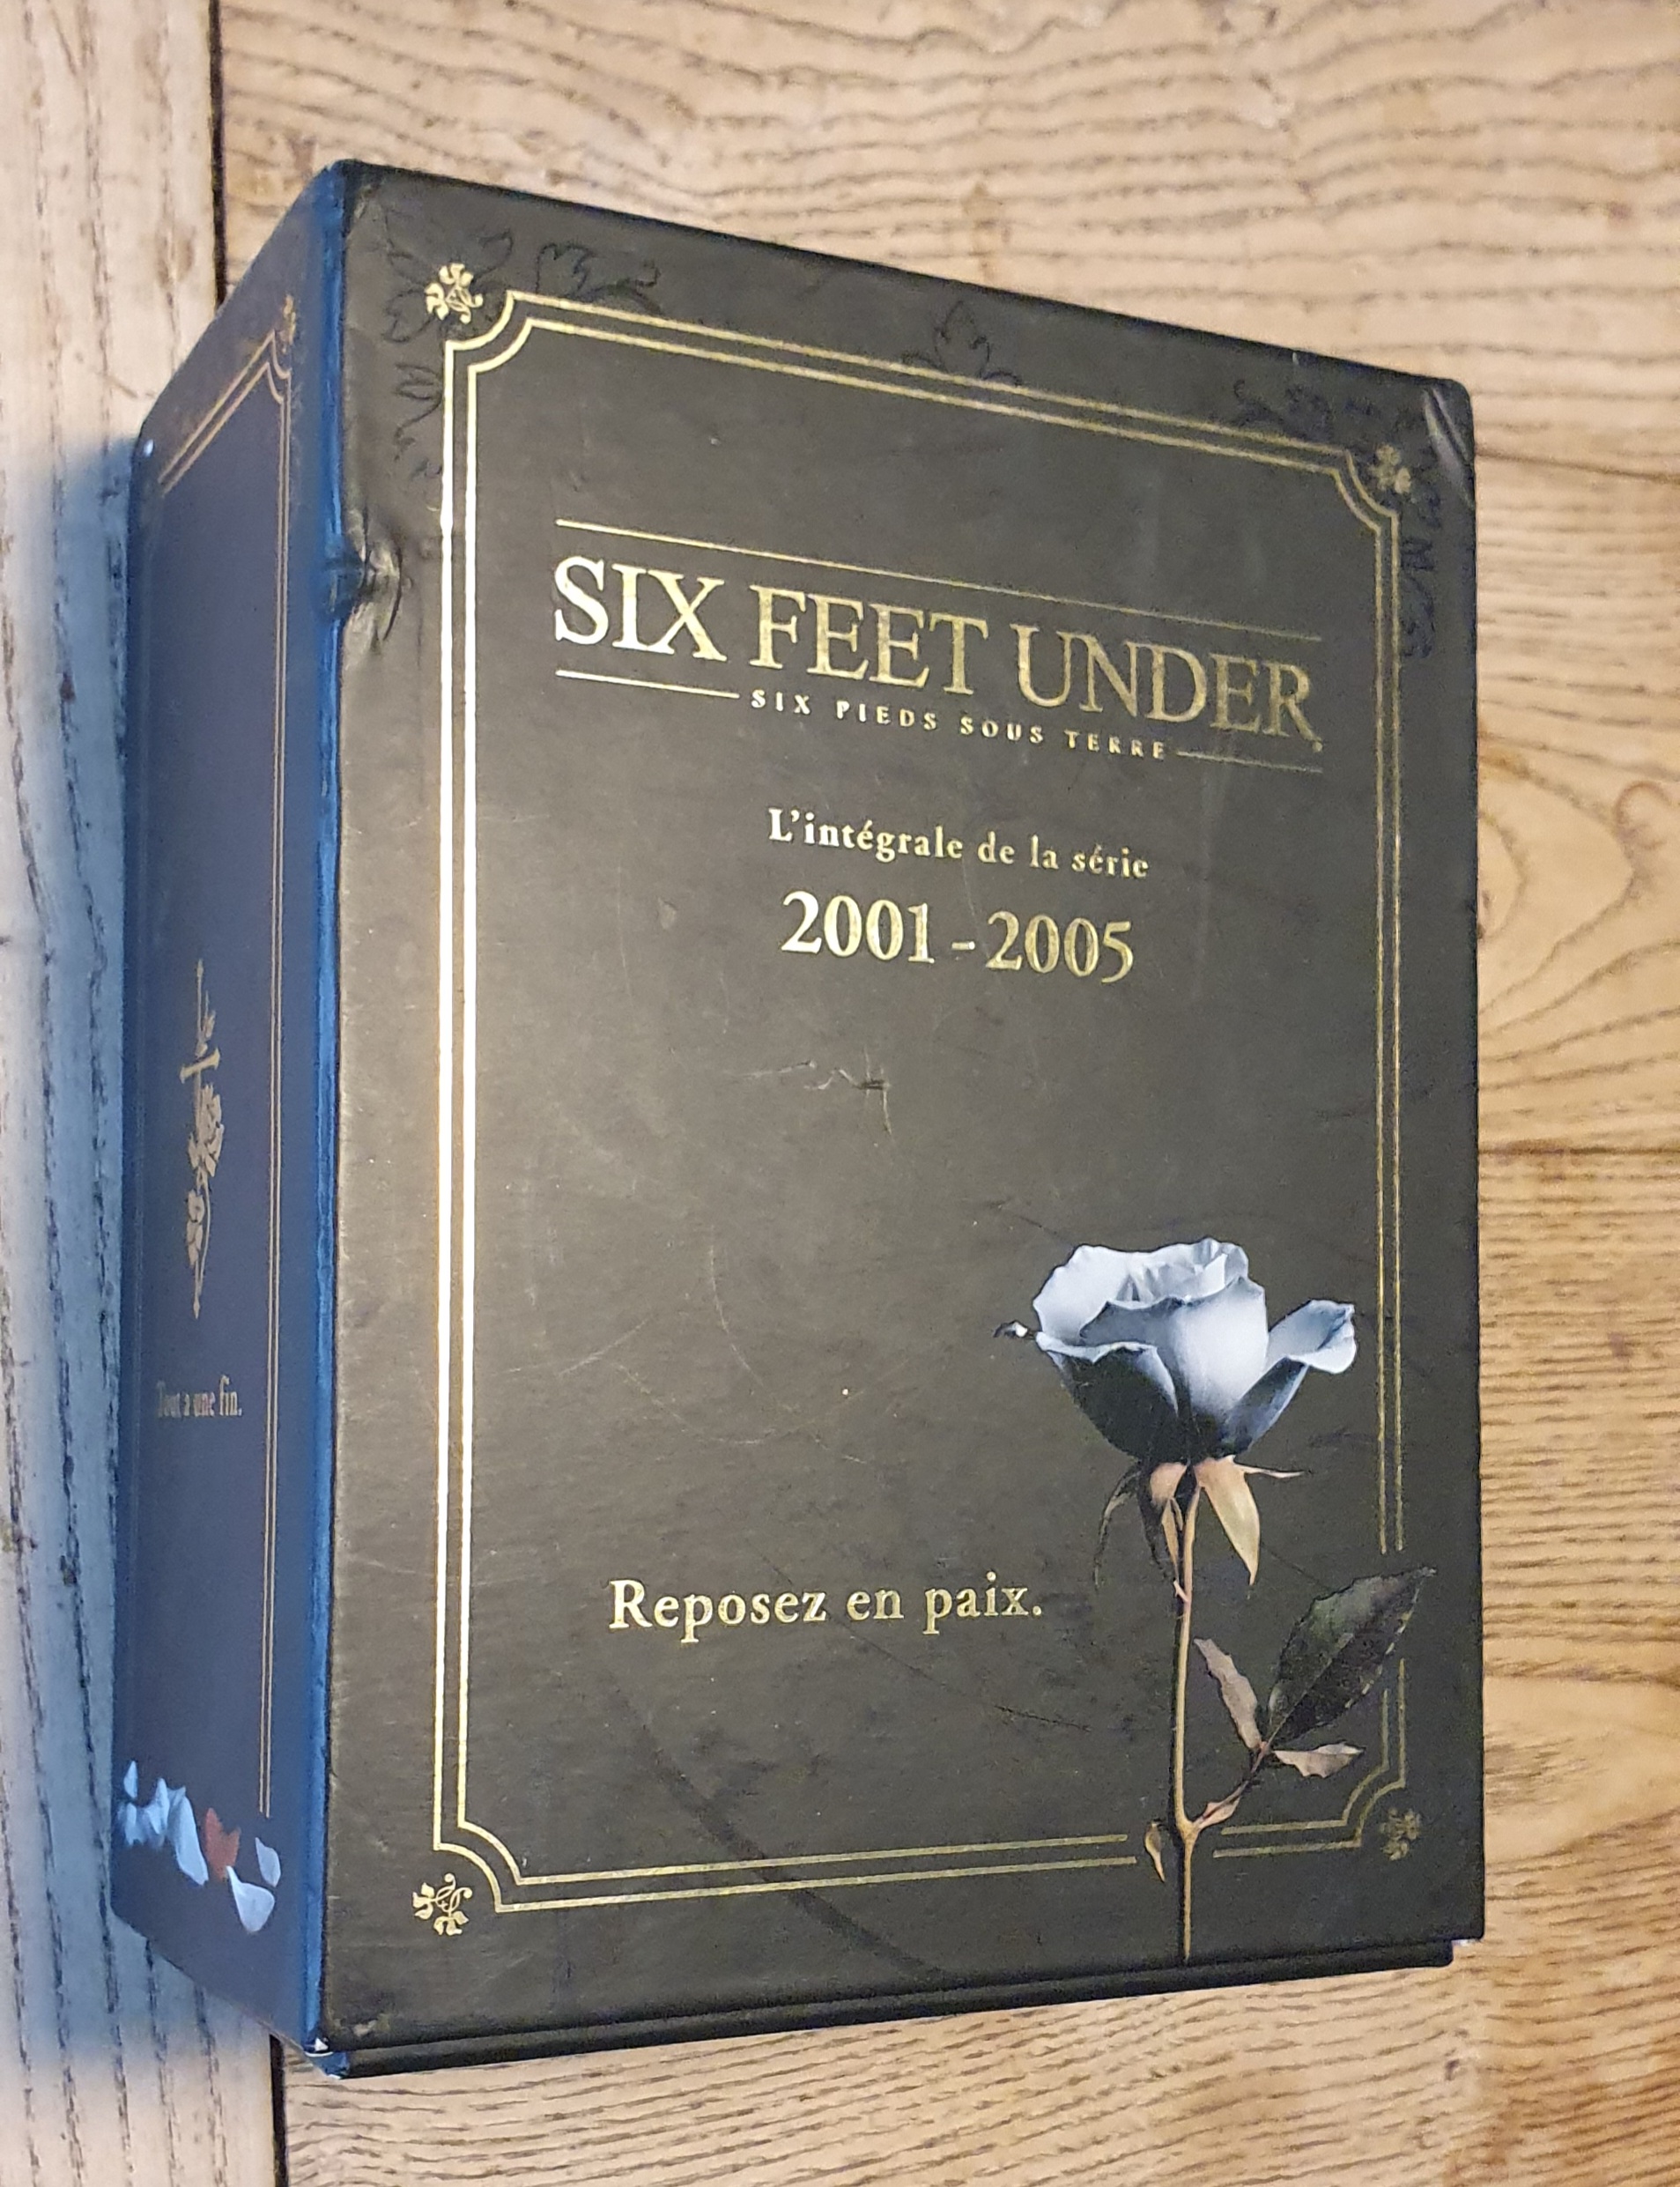 SIX FEET UNDER
SIX PIEDS SOUS TERRE
L'intégrale de la série
2001-2005
Reposez en paix.
Tout a une fin.